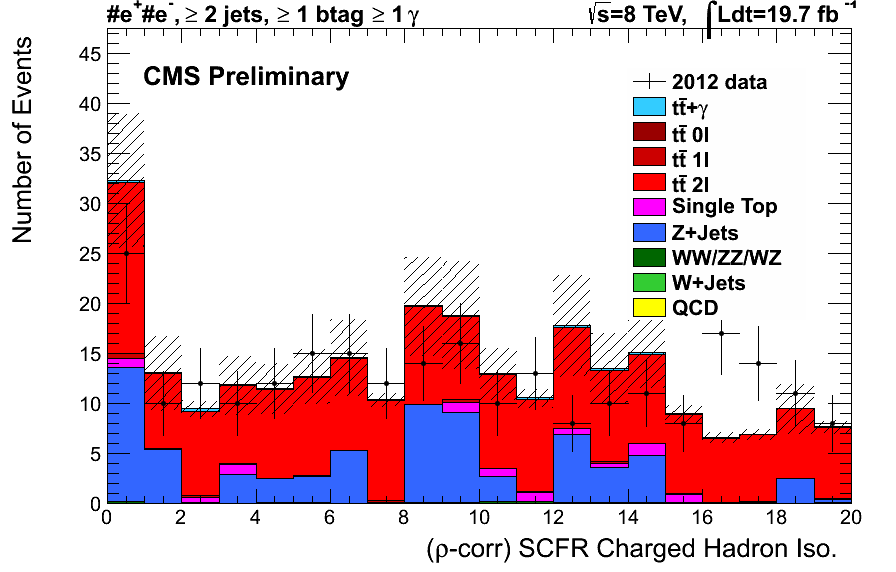 #e⁺#e⁻, ≥ 2 jets, ≥ 1 btag ≥ 1 γ
√s=8 TeV, ∫Ldt=19.7 fb⁻¹
CMS Preliminary
2012 data
tt̄+γ
tt̄ 0l
tt̄ 1l
tt̄ 2l
Single Top
Z+Jets
WW/ZZ/WZ
W+Jets
QCD
Number of Events
45
40
35
30
25
20
15
10
5
0
0 2 4 6 8 10 12 14 16 18 20
(ρ-corr) SCFR Charged Hadron Iso.